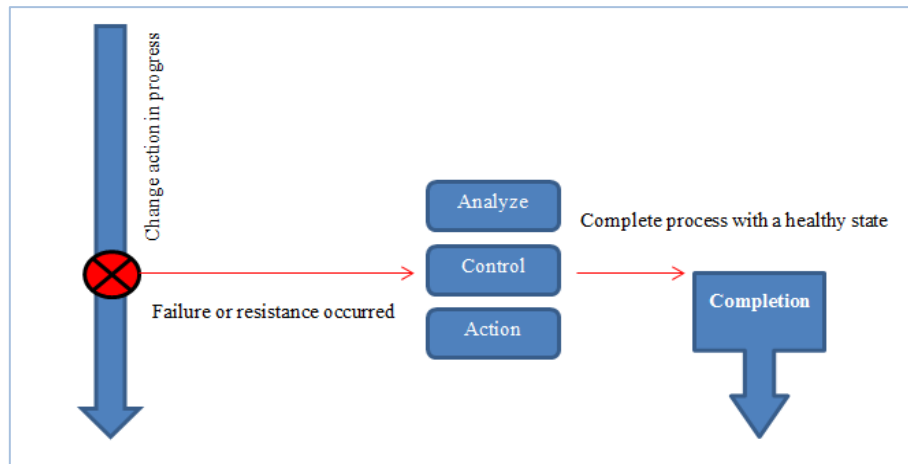 Change action in progress
Failure or resistance occurred
Analyze
Control
Action
Complete process with a healthy state
Completion